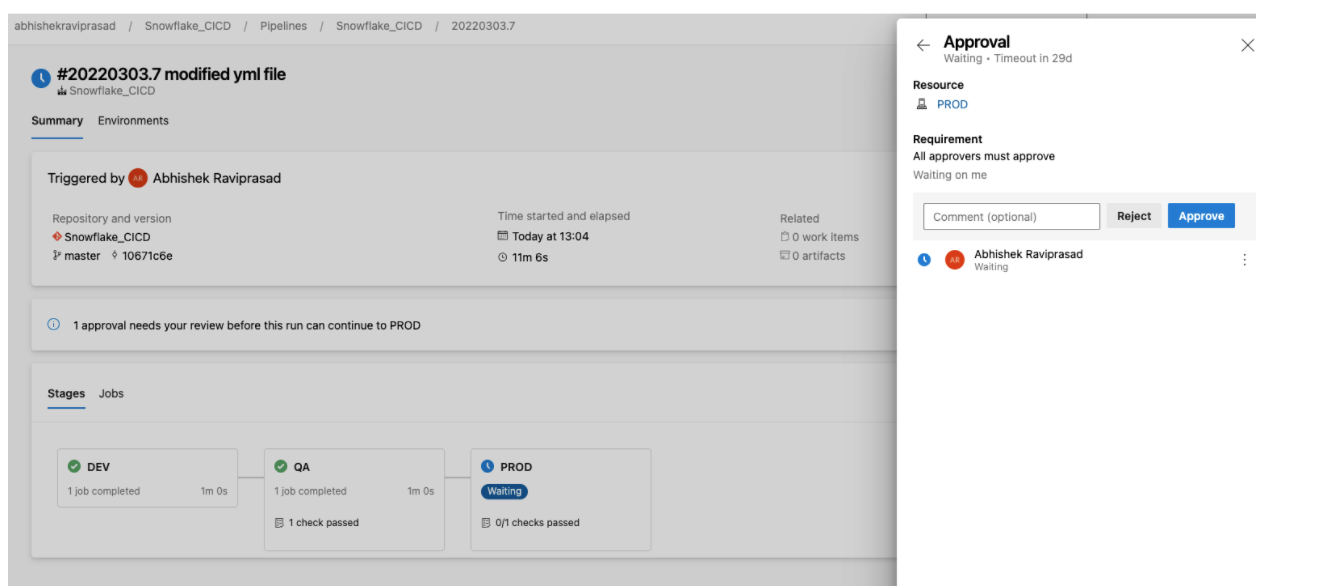 abhishekraviprasad / Snowflake_CICD / Pipelines / Snowflake_CICD / 20220303.7
#20220303.7 modified yml file
Snowflake_CICD
Summary Environments
Triggered by AR Abhishek Raviprasad
Repository and version
Snowflake_CICD
master 10671c6e
Time started and elapsed
Today at 13:04
11m 6s
Related
0 work items
0 artifacts
1 approval needs your review before this run can continue to PROD
Stages Jobs
DEV
1 job completed 1m 0s
QA
1 job completed 1m 0s
1 check passed
PROD
Waiting
0/1 checks passed
Approval
Waiting • Timeout in 29d
Resource
PROD
Requirement
All approvers must approve
Waiting on me
Comment (optional) Reject Approve
AR Abhishek Raviprasad
Waiting